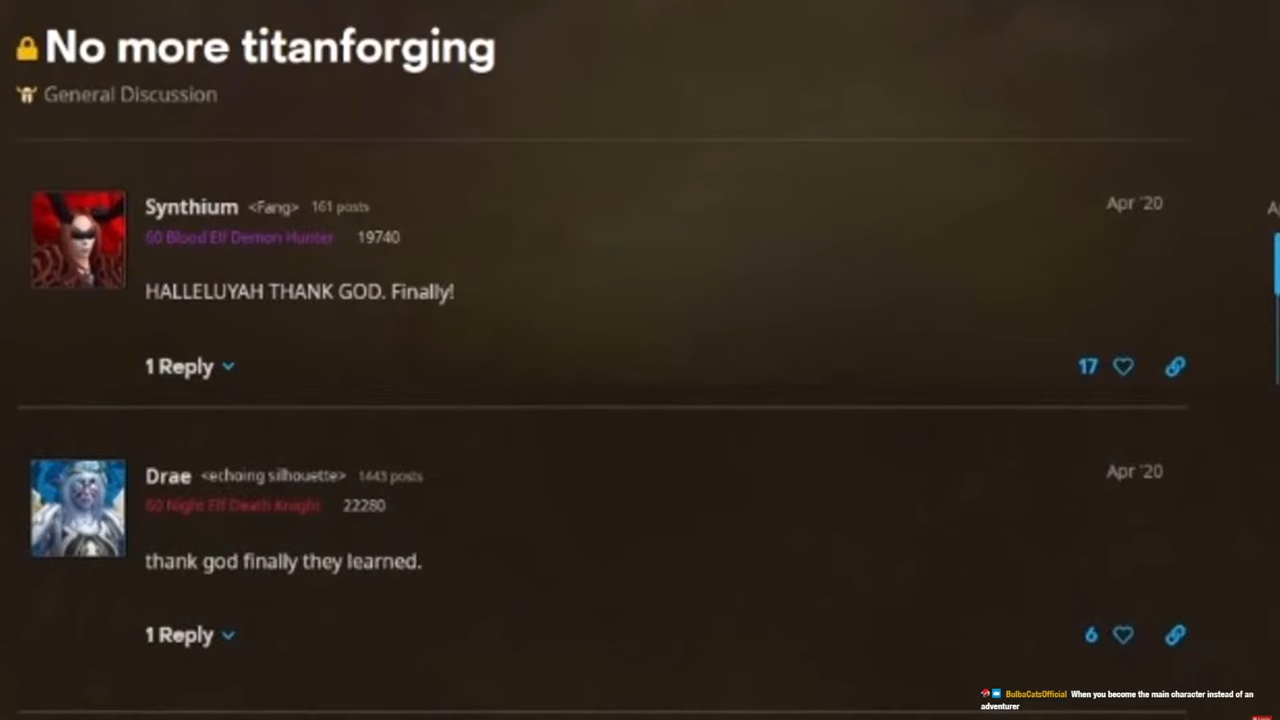 No more titanforging
General Discussion
Synthium <Fang> 161 posts
Apr '20
60 Blood Elf Demon Hunter 19740
HALLELUYAH THANK GOD. Finally!
1 Reply
17
Drae <echoing silhouette> 1443 posts
Apr '20
60 Night Elf Death Knight 22280
thank god finally they learned.
1 Reply
6
BulbaCatsOfficial When you become the main character instead of an
adventurer